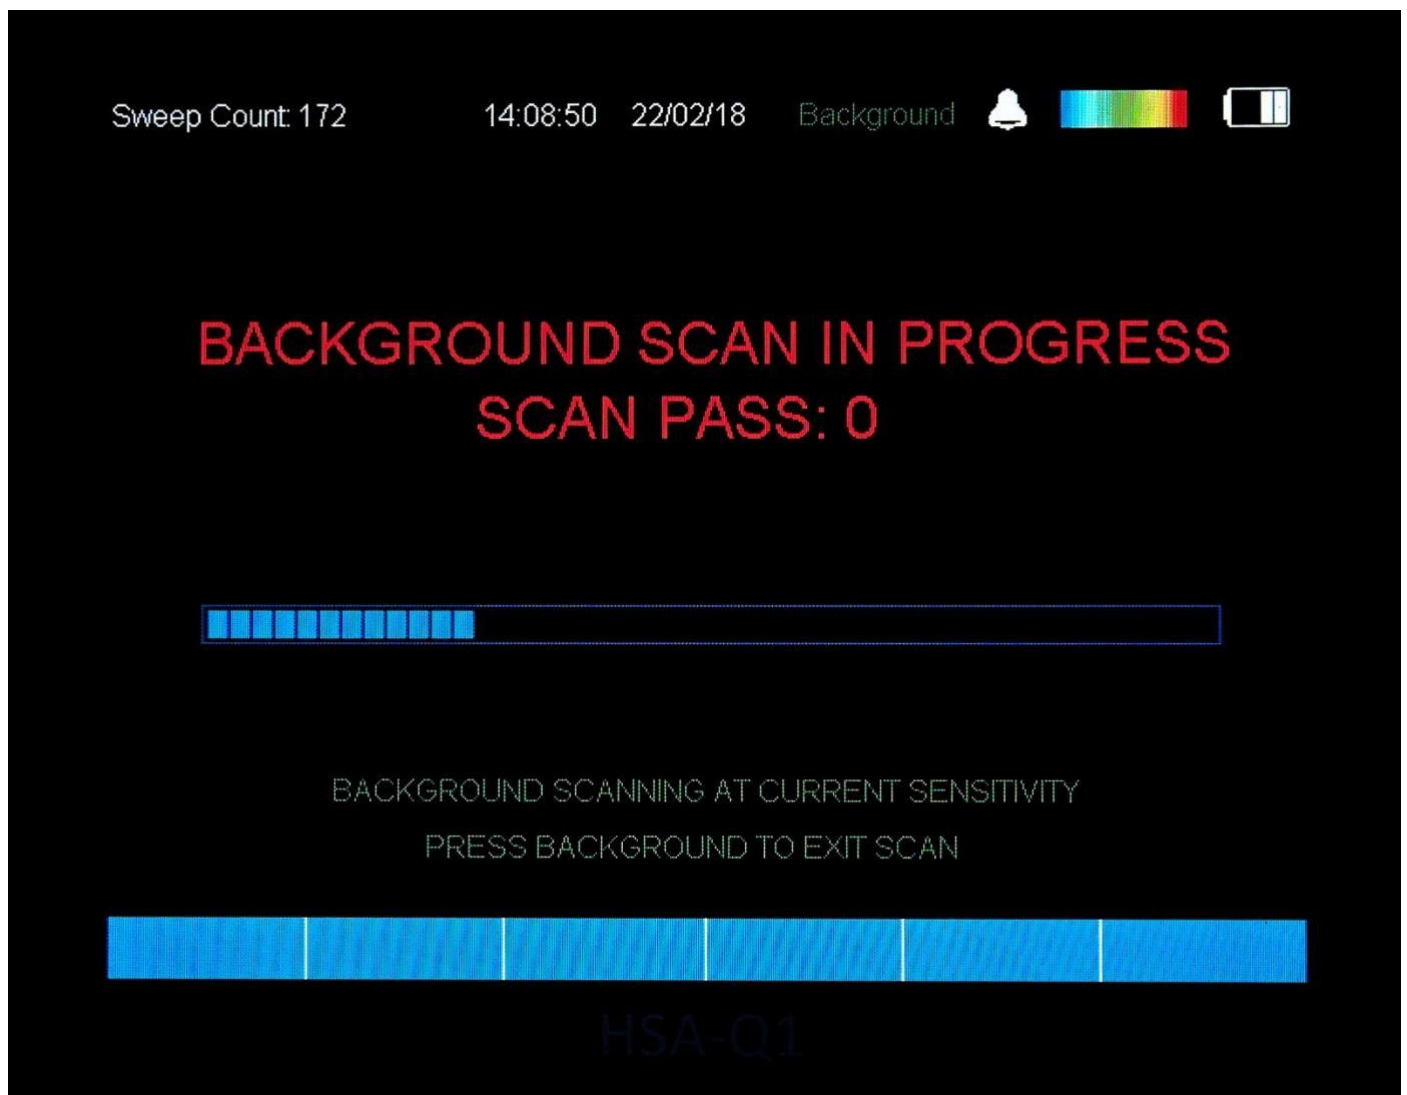 Sweep Count: 172 14:08:50 22/02/18 Background
BACKGROUND SCAN IN PROGRESS
SCAN PASS: 0
BACKGROUND SCANNING AT CURRENT SENSITIVITY
PRESS BACKGROUND TO EXIT SCAN
HSA-Q1